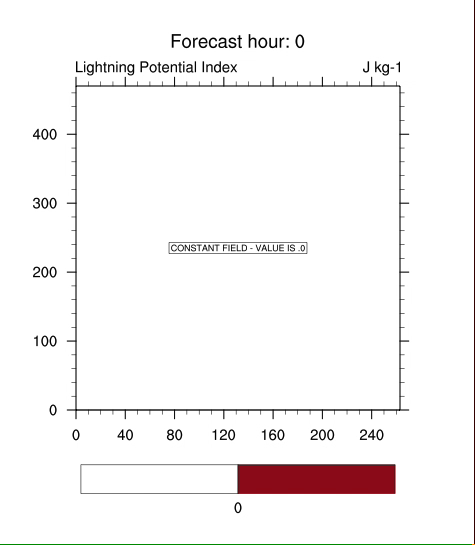 Forecast hour: 0
Lightning Potential Index J kg-1
400
300
CONSTANT FIELD - VALUE IS .0
200
100
0
0 40 80 120 160 200 240
0